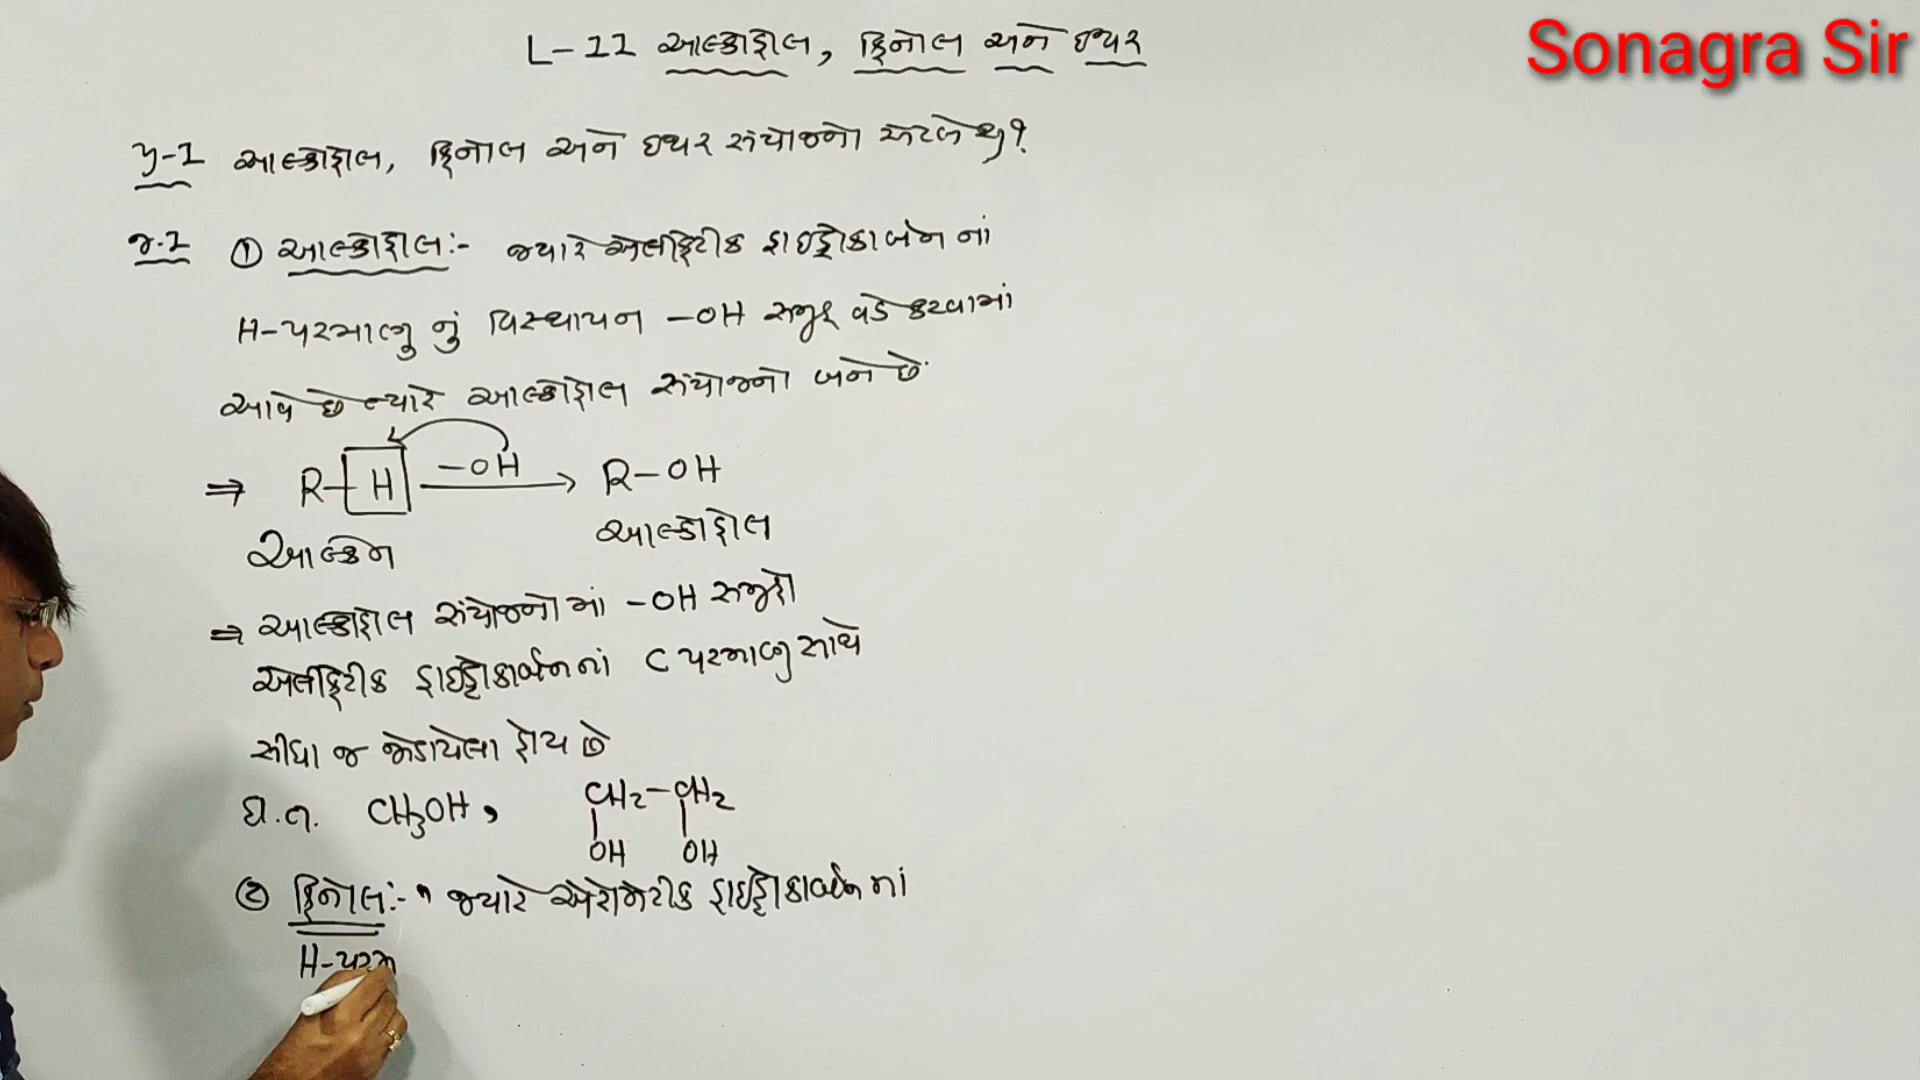 L-11 આલ્કોહોલ, ફિનોલ અને ઇથર
Sonagra Sir
પ્ર-1 આલ્કોહોલ, ફિનોલ અને ઇથર સંયોજનો એટલે શું?
જ.1 ① આલ્કોહોલ:- જ્યારે એલીફેટીક હાઇડ્રોકાર્બન નાં
H-પરમાણુ નું વિસ્થાપન -OH સમૂહ વડે કરવામાં
આવે છે ત્યારે આલ્કોહોલ સંયોજનો બને છે.
⇒ R-H -OH → R-OH
આલ્કેન આલ્કોહોલ
⇒ આલ્કોહોલ સંયોજનો માં -OH સમૂહો
એલીફેટીક હાઇડ્રોકાર્બન નાં C પરમાણુ સાથે
સીધા જ જોડાયેલા હોય છે
દા.ત. CH3OH, CH2-CH2
OH OH
② ફિનોલ:- "જ્યારે એરોમેટીક હાઇડ્રોકાર્બન નાં
H-પરમ